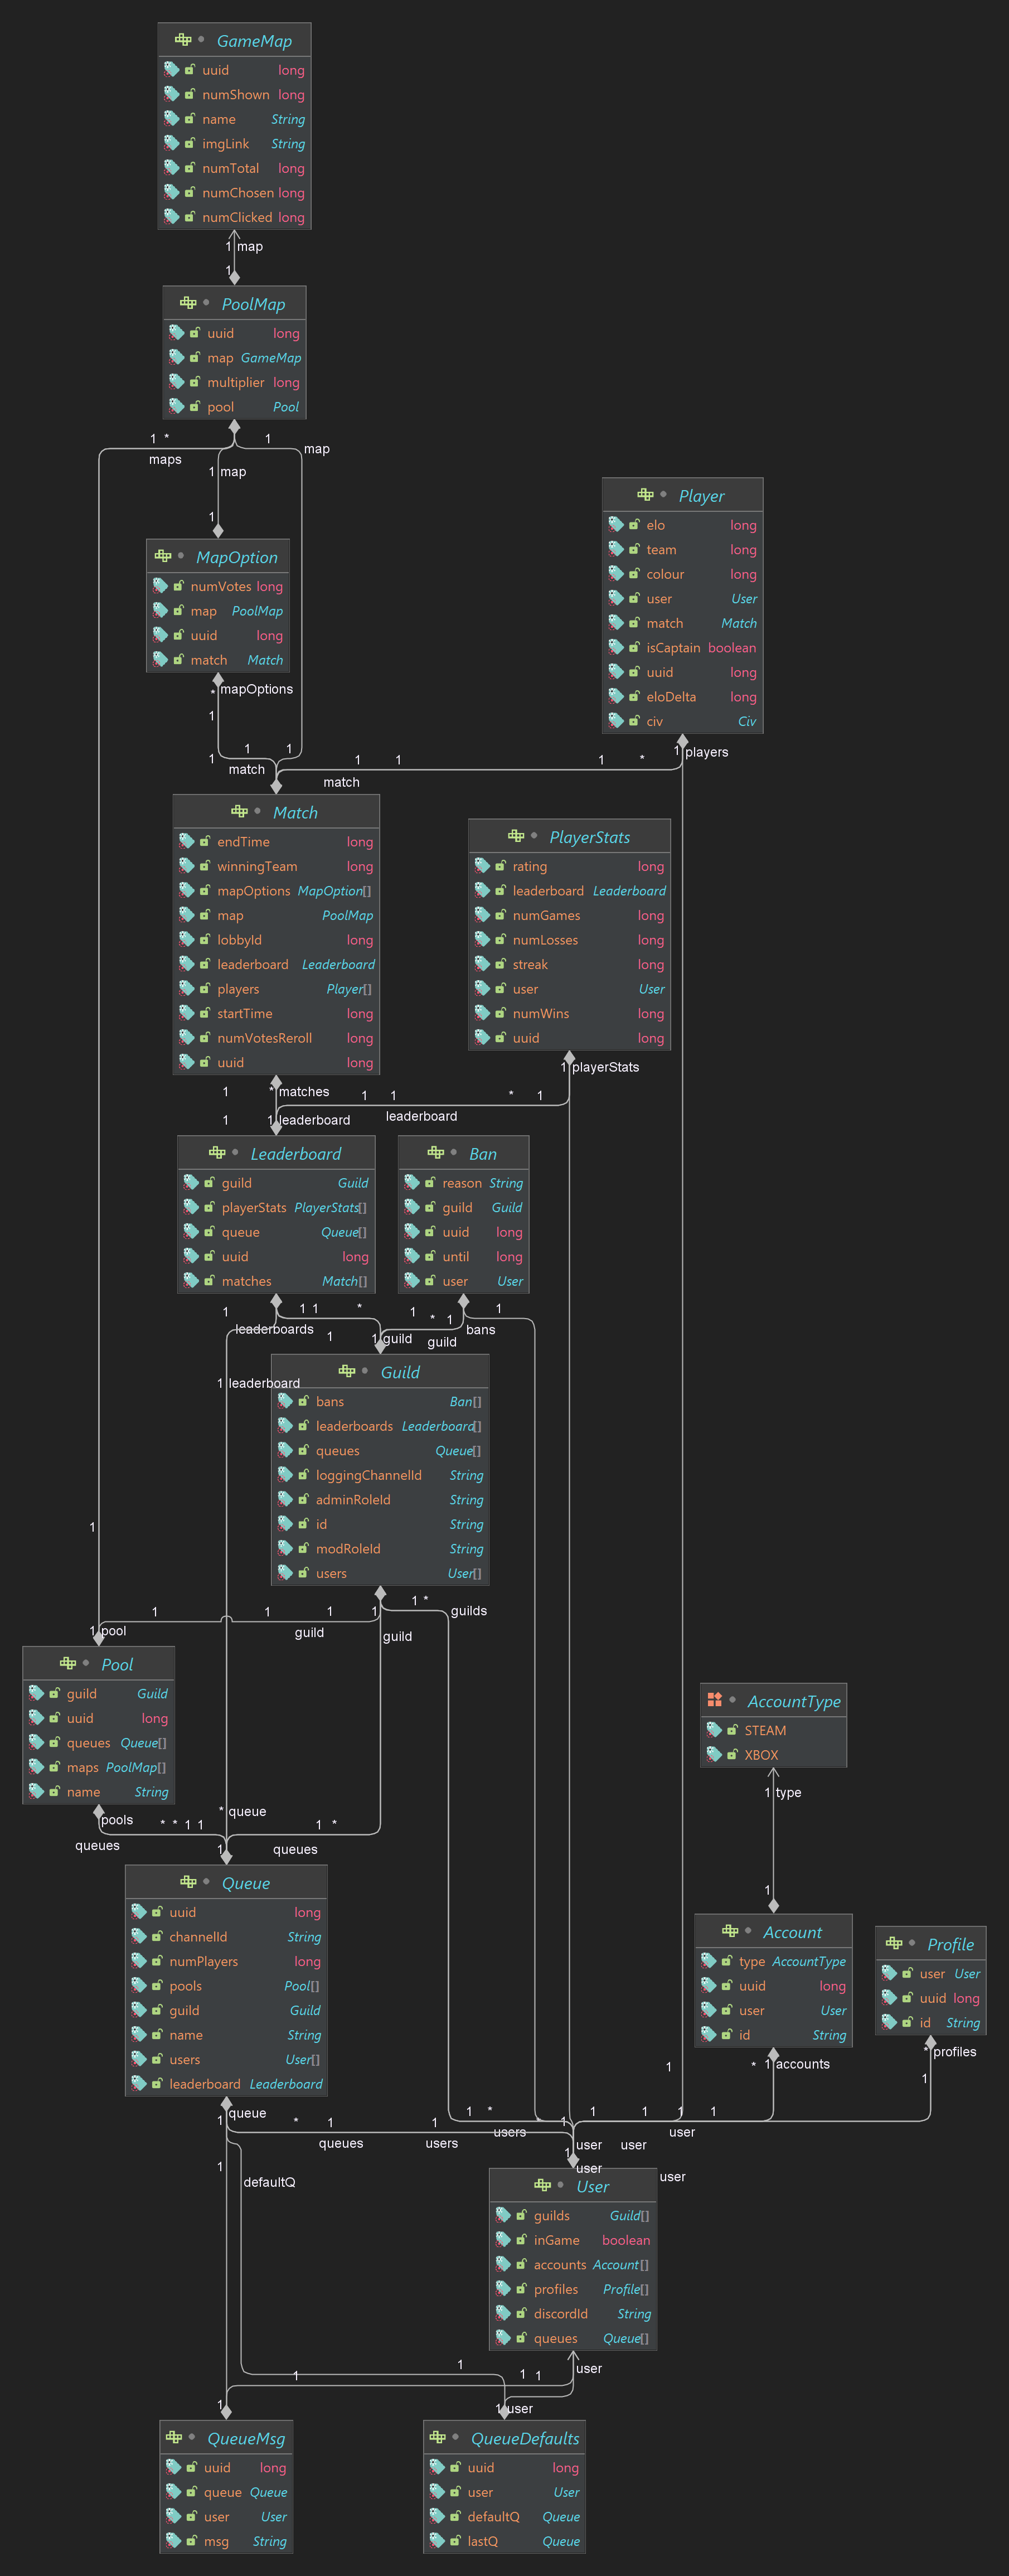 GameMap
uuid long
numShown long
name String
imgLink String
numTotal long
numChosen long
numClicked long
1 map
1
PoolMap
uuid long
map GameMap
multiplier long
pool Pool
1 * 1
maps map
1 map
1
MapOption
numVotes long
map PoolMap
uuid long
match Match
* mapOptions
1
Player
elo long
team long
colour long
user User
match Match
isCaptain boolean
uuid long
eloDelta long
civ Civ
1 players
1 1 1 1 1 1 *
match
match
Match
endTime long
winningTeam long
mapOptions MapOption[]
map PoolMap
lobbyId long
leaderboard Leaderboard
players Player[]
startTime long
numVotesReroll long
uuid long
PlayerStats
rating long
leaderboard Leaderboard
numGames long
numLosses long
streak long
user User
numWins long
uuid long
1 playerStats
1 * matches
1 1 * 1
leaderboard
1 1 leaderboard
Leaderboard
guild Guild
playerStats PlayerStats[]
queue Queue[]
uuid long
matches Match[]
Ban
reason String
guild Guild
uuid long
until long
user User
1 1 1 * 1 * 1 1
leaderboards 1 1 guild guild bans
1 leaderboard
Guild
bans Ban[]
leaderboards Leaderboard[]
queues Queue[]
loggingChannelId String
adminRoleId String
id String
modRoleId String
users User[]
1
1 *
guilds
1 1 1 1
guild guild
1 pool
Pool
guild Guild
uuid long
queues Queue[]
maps PoolMap[]
name String
AccountType
STEAM
XBOX
1 type
1
* queue
pools
* * 1 1 1 *
queues 1 queues
Queue
uuid long
channelId String
numPlayers long
pools Pool[]
guild Guild
name String
users User[]
leaderboard Leaderboard
Account
type AccountType
uuid long
user User
id String
Profile
user User
uuid long
id String
* profiles
1 * 1 accounts
1
queue
1 * 1 1 1 * 1 1 1 1 1
queues users users user user user
1 user user
1
defaultQ
User
guilds Guild[]
inGame boolean
accounts Account[]
profiles Profile[]
discordId String
queues Queue[]
1 1 1 1 user
1 1 user
QueueMsg
uuid long
queue Queue
user User
msg String
QueueDefaults
uuid long
user User
defaultQ Queue
lastQ Queue